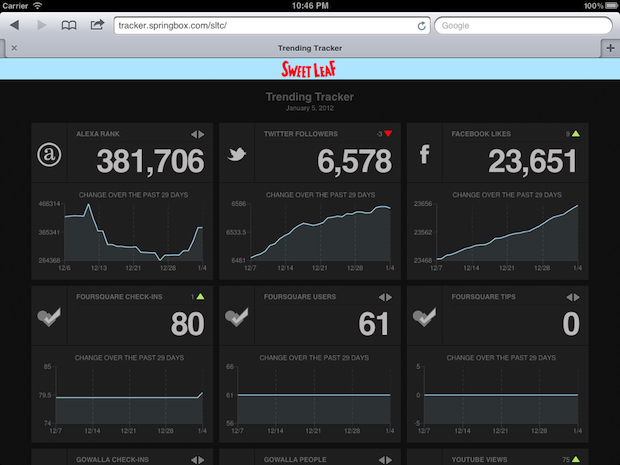 Carrier 10:46 PM 100%
tracker.springbox.com/sltc/ Google
Trending Tracker
SWEET LEAF
Trending Tracker
January 5, 2012
ALEXA RANK
381,706
CHANGE OVER THE PAST 29 DAYS
466314
365341
264368
12/6 12/13 12/21 12/28 1/4
TWITTER FOLLOWERS -3
6,578
CHANGE OVER THE PAST 29 DAYS
6586
6533.5
6481
12/7 12/14 12/21 12/28 1/4
FACEBOOK LIKES 9
23,651
CHANGE OVER THE PAST 29 DAYS
23656
23562
23468
12/7 12/14 12/21 12/28 1/4
FOURSQUARE CHECK-INS 1
80
CHANGE OVER THE PAST 29 DAYS
85
79.5
74
12/7 12/14 12/21 12/28 1/4
FOURSQUARE USERS
61
CHANGE OVER THE PAST 29 DAYS
66
61
56
12/7 12/14 12/21 12/28 1/4
FOURSQUARE TIPS
0
CHANGE OVER THE PAST 29 DAYS
5
0
-5
12/7 12/14 12/21 12/28 1/4
GOWALLA CHECK-INS
GOWALLA PEOPLE
YOUTUBE VIEWS 75